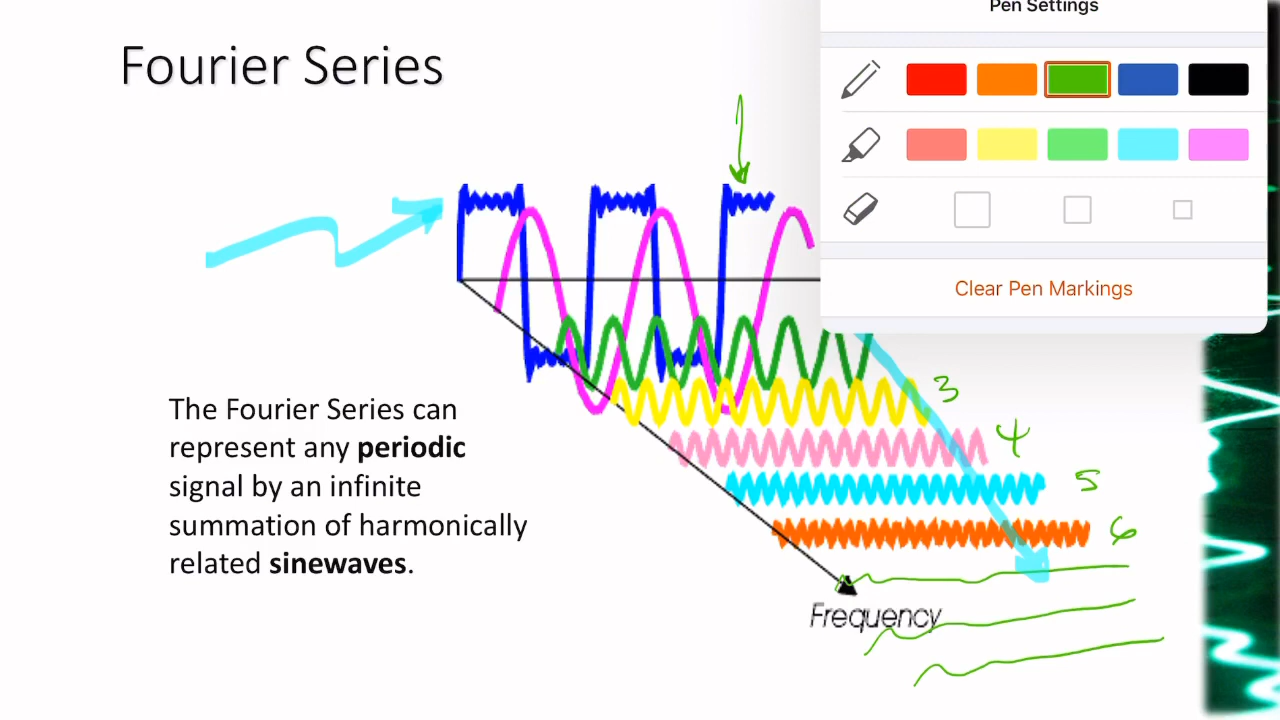 Fourier Series
Pen Settings
Clear Pen Markings
The Fourier Series can
represent any periodic
signal by an infinite
summation of harmonically
related sinewaves.
3
4
5
6
Frequency